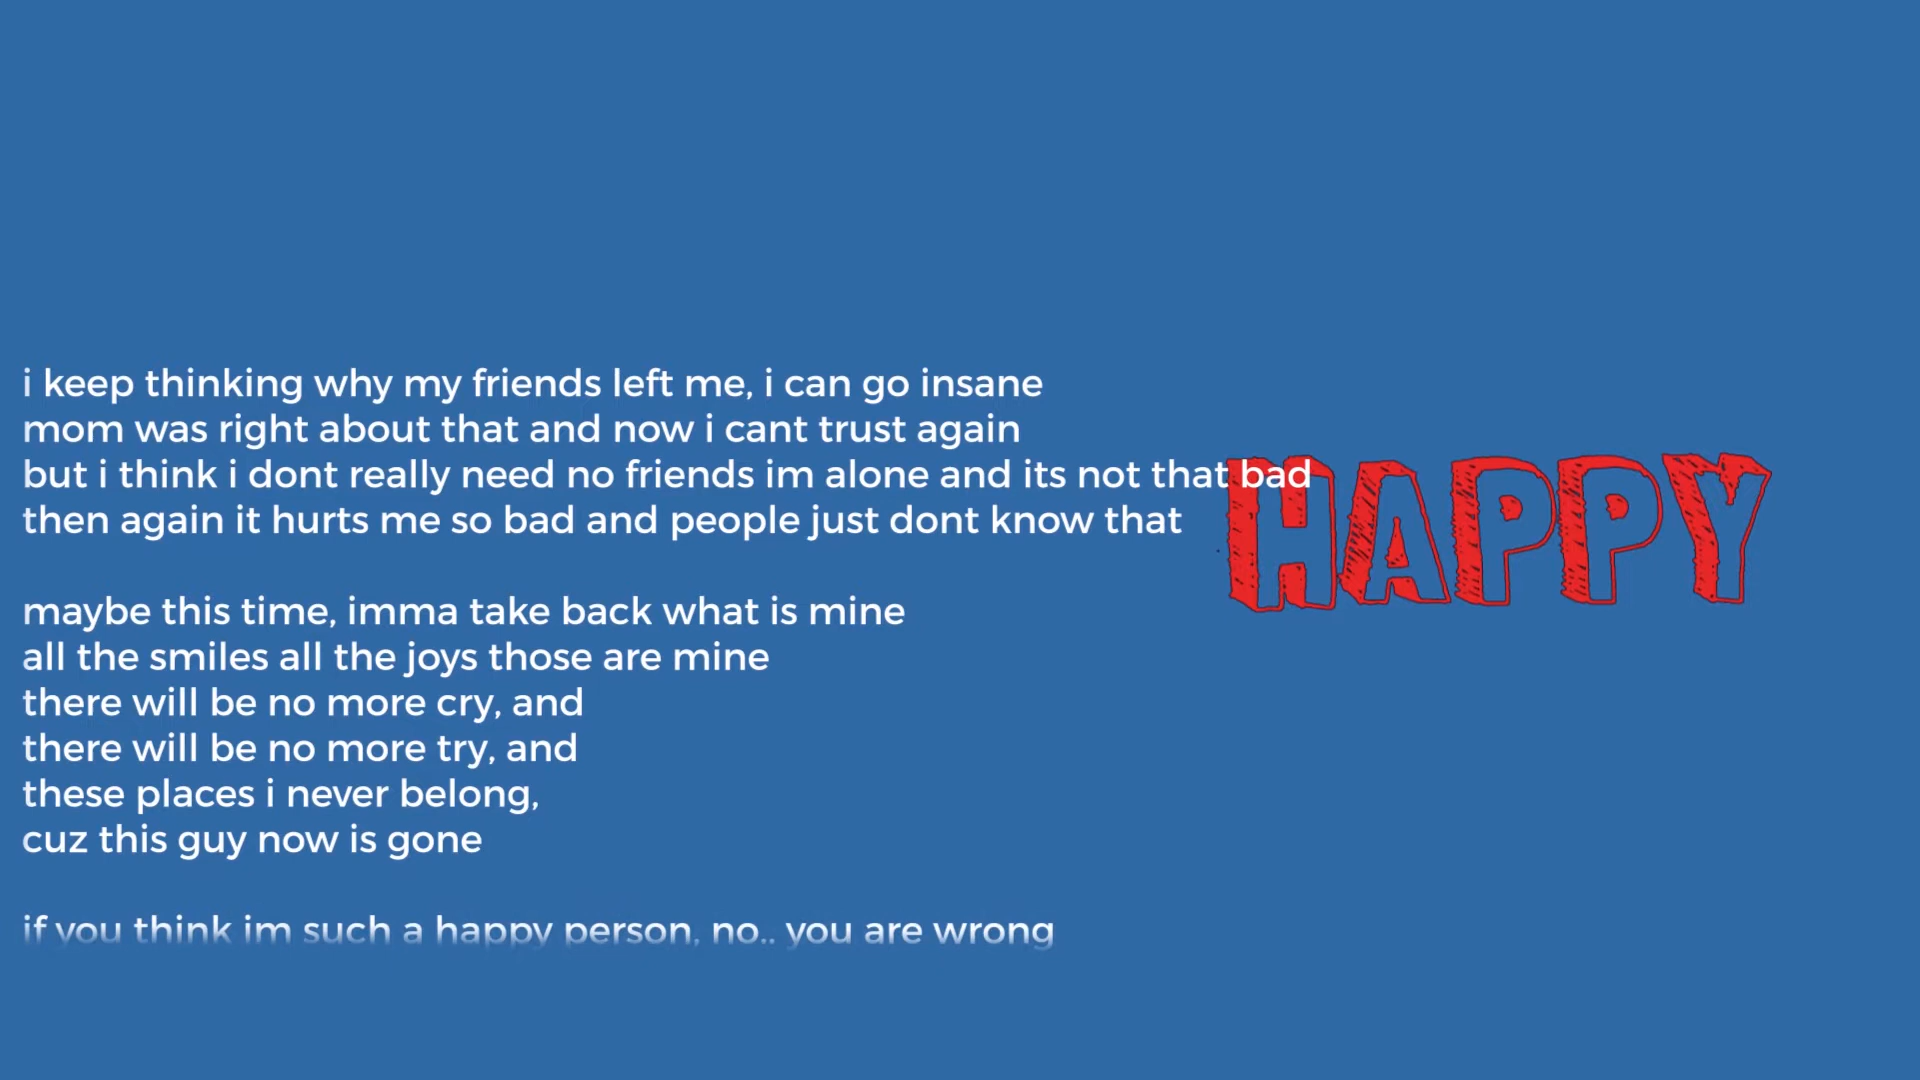 i keep thinking why my friends left me, i can go insane
mom was right about that and now i cant trust again
but i think i dont really need no friends im alone and its not that bad
then again it hurts me so bad and people just dont know that
HAPPY
maybe this time, imma take back what is mine
all the smiles all the joys those are mine
there will be no more cry, and
there will be no more try, and
these places i never belong,
cuz this guy now is gone
if you think im such a happy person, no.. you are wrong